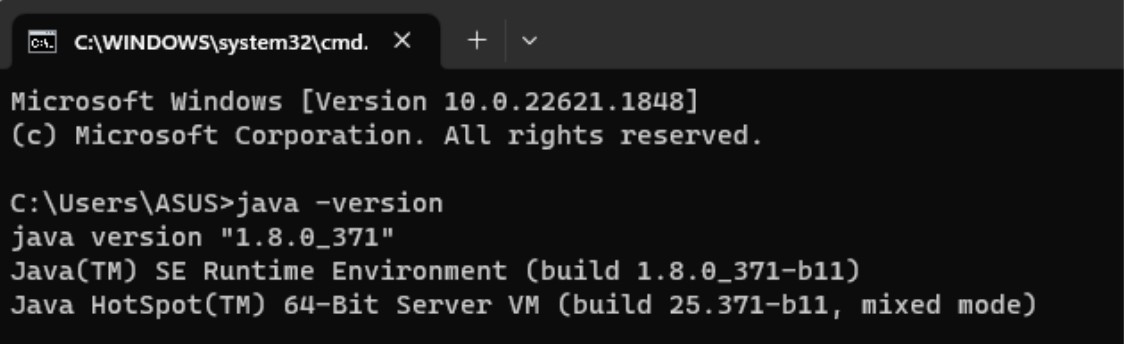 C:\WINDOWS\system32\cmd.
Microsoft Windows [Version 10.0.22621.1848]
(c) Microsoft Corporation. All rights reserved.
C:\Users\ASUS>java -version
java version "1.8.0_371"
Java(TM) SE Runtime Environment (build 1.8.0_371-b11)
Java HotSpot(TM) 64-Bit Server VM (build 25.371-b11, mixed mode)